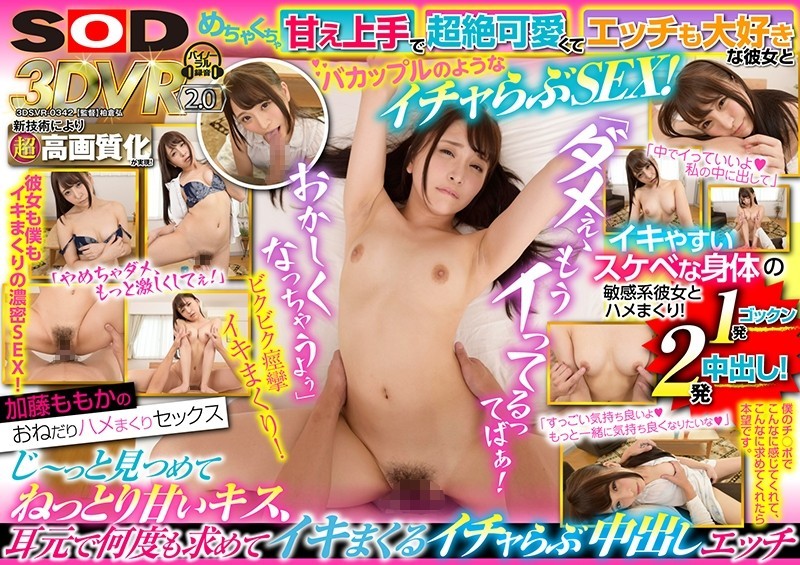 SOD
3DVR
バイノーラル録音
2.0
3DSVR-0342 【監督】柏倉弘
新技術により
超高画質化が実現!
めちゃくちゃ甘え上手で超絶可愛くてエッチも大好きな彼女と
バカップルのような
イチャらぶSEX!
彼女も僕も
イキまくりの濃密SEX!
「やめちゃダメ
もっと激しくしてぇ!」
「ダメぇ、もう
イってるっ
てばぁ!
おかしく
なっちゃうよぅ」
ビクビク痙攣
イキまくり!
「中でイっていいよ♥
私の中に出して」
イキやすい
スケベな身体の
敏感系彼女と
ハメまくり!
1発ゴックン
2発中出し!
「すっごい気持ち良いよ♥
もっと一緒に気持ち良くなりたいな♥」
僕のチ○ポで
こんなに感じてくれて、
こんなに求めてくれたら
本望です。
加藤ももかの
おねだりハメまくりセックス
じ〜っと見つめて
ねっとり甘いキス、
耳元で何度も求めてイキまくるイチャらぶ中出しエッチ